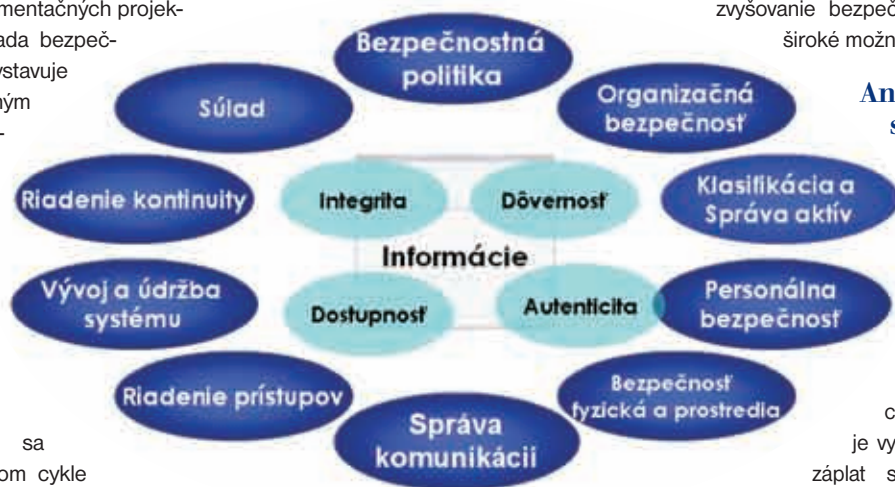 mentačných projek-
ada bezpeč-
ystavuje
ným
-
sa
om cykle
zvyšovanie bezpeč
široké možn
An
s
c
je vy
záplat s
Bezpečnostná
politika
Organizačná
bezpečnosť
Klasifikácia a
Správa aktív
Personálna
bezpečnosť
Bezpečnosť
fyzická a prostredia
Správa
komunikácií
Riadenie prístupov
Vývoj a údržba
systému
Riadenie kontinuity
Súlad
Integrita
Dôvernosť
Informácie
Dostupnosť
Autenticita